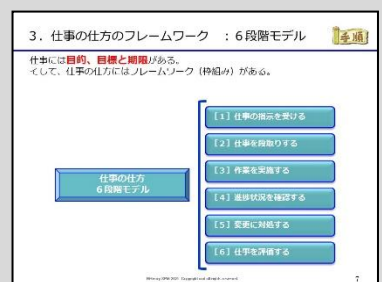 3．仕事の仕方のフレームワーク ：６段階モデル
手順
仕事には目的、目標と期限がある。
そして、仕事の仕方にはフレームワーク（枠組み）がある。
仕事の仕方
６段階モデル
［1］仕事の指示を受ける
［2］仕事を段取りする
［3］作業を実施する
［4］進捗状況を確認する
［5］変更に対処する
［6］仕事を評価する
7